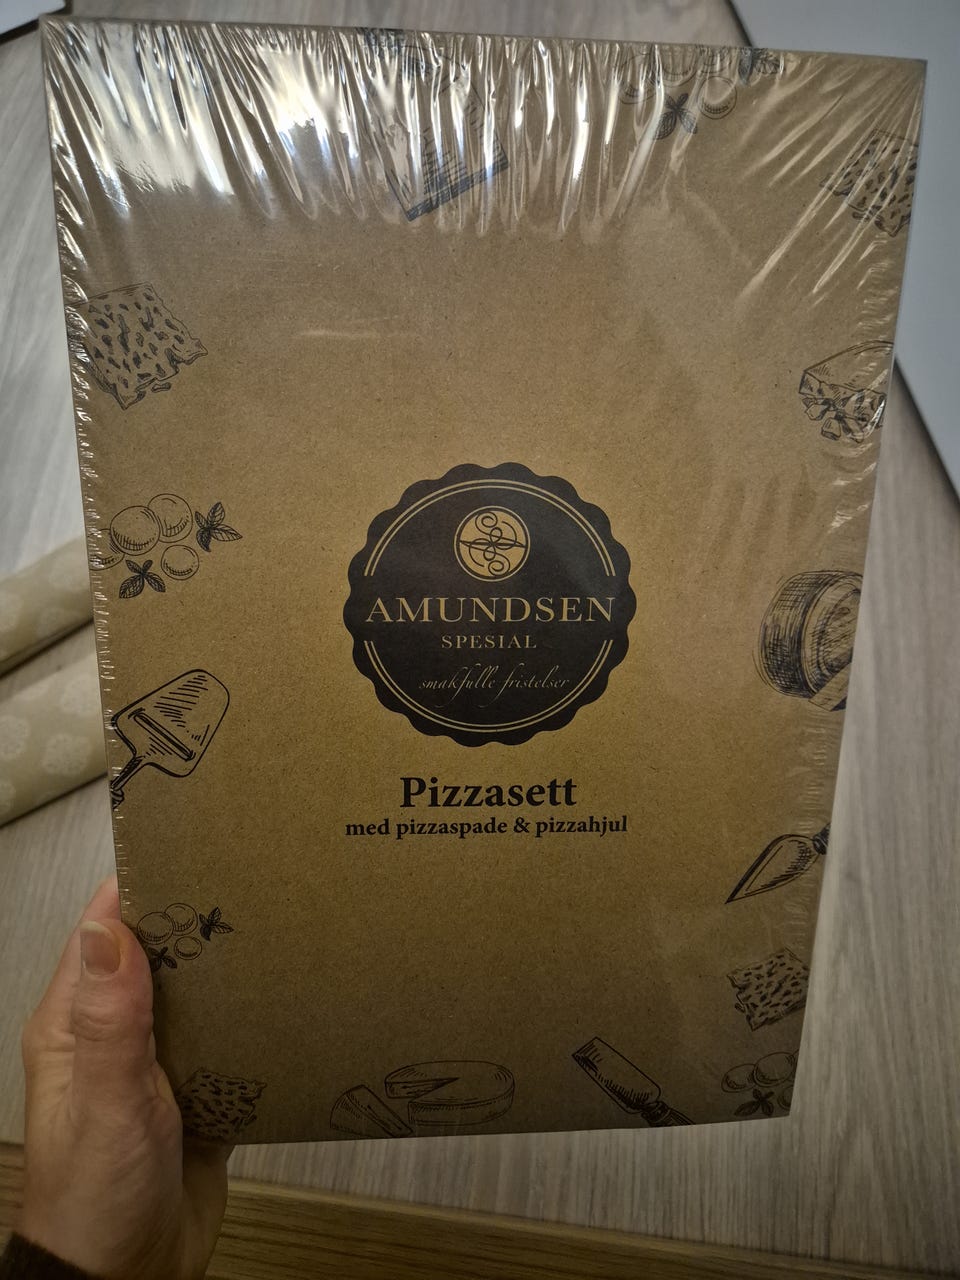 AMUNDSEN
SPESIAL
smakfulle fristelser
Pizzasett
med pizzaspade & pizzahjul